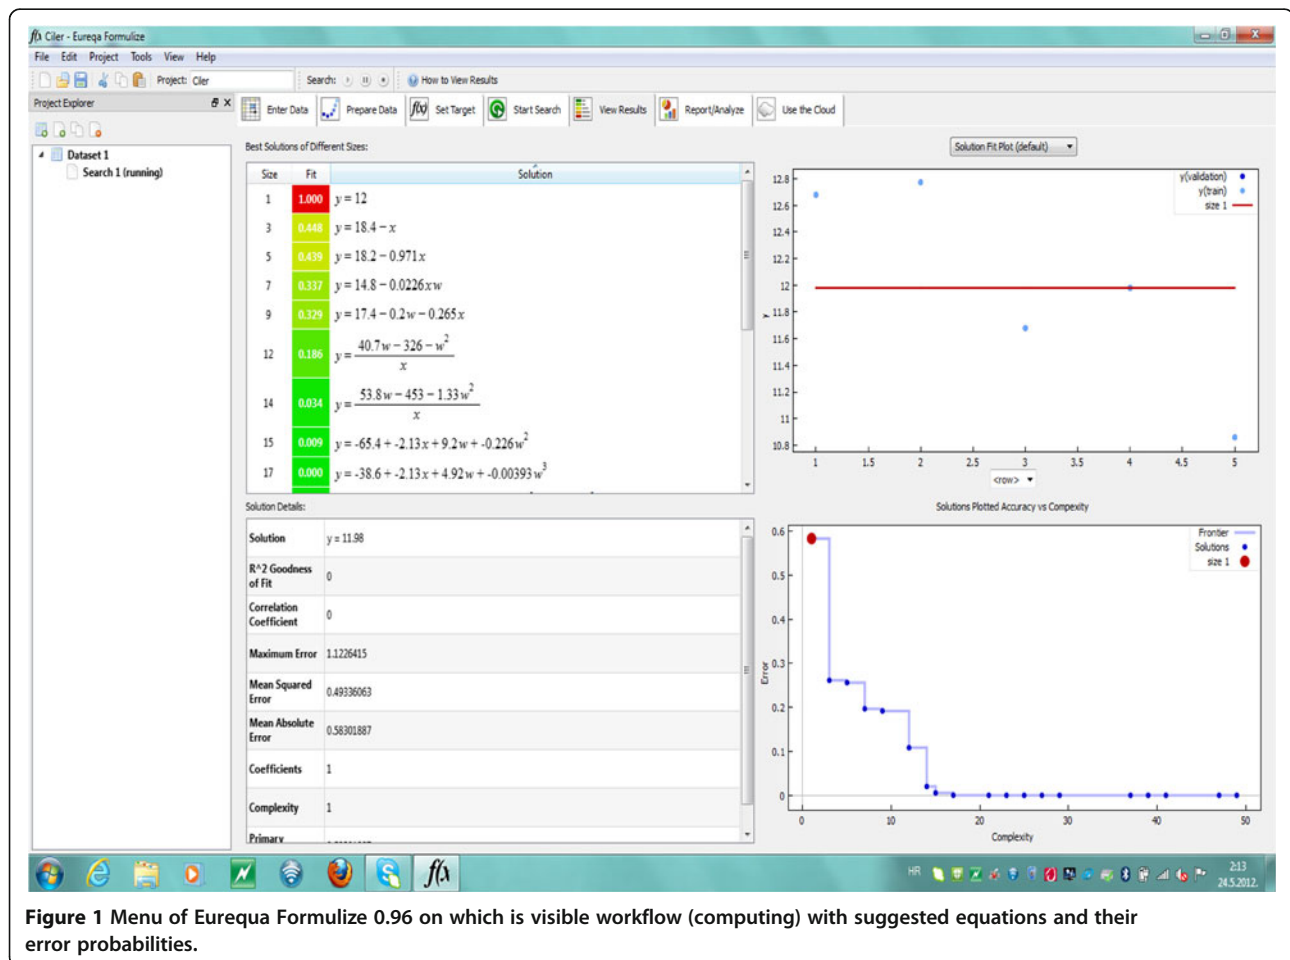 f(x) Ciler - Eureqa Formulize
File Edit Project Tools View Help
Project: Ciler Search: How to View Results
Project Explorer
Enter Data Prepare Data f(x) Set Target Start Search View Results Report/Analyze Use the Cloud
Dataset 1
Search 1 (running)
Best Solutions of Different Sizes:
Size Fit Solution
1 1.000 y = 12
3 0.448 y = 18.4 − x
5 0.439 y = 18.2 − 0.971x
7 0.337 y = 14.8 − 0.0226xw
9 0.329 y = 17.4 − 0.2w − 0.265x
12 0.186 y = (40.7w − 326 − w²)/x
14 0.034 y = (53.8w − 453 − 1.33w²)/x
15 0.009 y = -65.4 + -2.13x + 9.2w + -0.226w²
17 0.000 y = -38.6 + -2.13x + 4.92w + -0.00393w³
Solution Fit Plot (default)
y(validation)
y(train)
size 1
12.8
12.6
12.4
12.2
12
11.8
11.6
11.4
11.2
11
10.8
y
1 1.5 2 2.5 3 3.5 4 4.5 5
<row>
Solution Details:
Solution y = 11.98
R^2 Goodness
of Fit 0
Correlation
Coefficient 0
Maximum Error 1.1226415
Mean Squared
Error 0.49336063
Mean Absolute
Error 0.58301887
Coefficients 1
Complexity 1
Primary
Solutions Plotted Accuracy vs Compexity
Frontier
Solutions
size 1
0.6
0.5
0.4
0.3
0.2
0.1
0
Error
0 10 20 30 40 50
Complexity
f(x)
HR
2:13
24.5.2012.
Figure 1 Menu of Eurequa Formulize 0.96 on which is visible workflow (computing) with suggested equations and their
error probabilities.